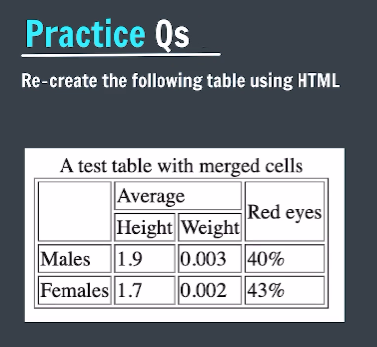 Practice Qs
Re-create the following table using HTML
A test table with merged cells
Average
Red eyes
Height Weight
Males 1.9 0.003 40%
Females 1.7 0.002 43%